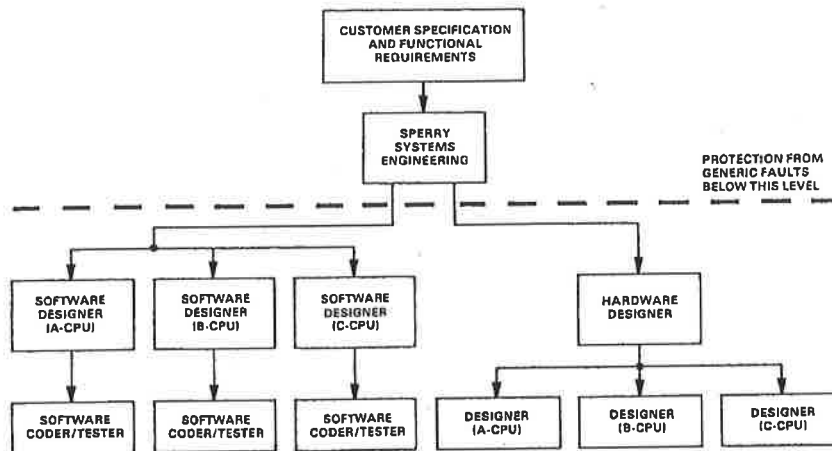 CUSTOMER SPECIFICATION
AND FUNCTIONAL
REQUIREMENTS
SPERRY
SYSTEMS
ENGINEERING
PROTECTION FROM
GENERIC FAULTS
BELOW THIS LEVEL
SOFTWARE
DESIGNER
(A-CPU)
SOFTWARE
DESIGNER
(B-CPU)
SOFTWARE
DESIGNER
(C-CPU)
HARDWARE
DESIGNER
SOFTWARE
CODER/TESTER
SOFTWARE
CODER/TESTER
SOFTWARE
CODER/TESTER
DESIGNER
(A-CPU)
DESIGNER
(B-CPU)
DESIGNER
(C-CPU)